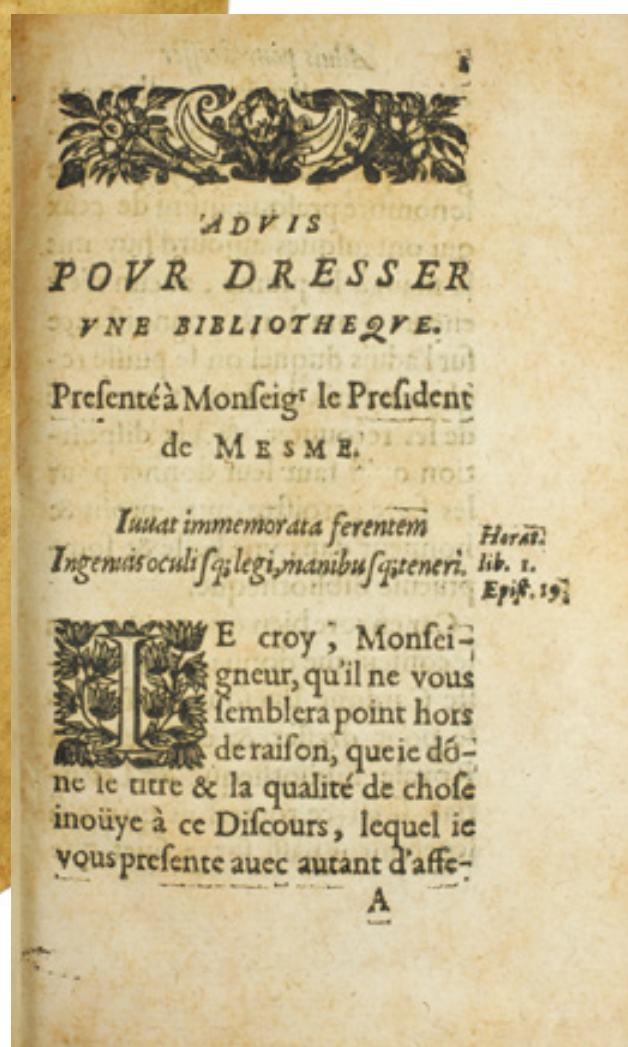 ADVIS
POVR DRESSER
VNE BIBLIOTHEQVE.
Preſenté à Monſeigʳ le Preſident
de MESME.
Iuuat immemorata ferentem
Ingenuis oculiſq; legi, manibuſq; teneri.
Horat.
lib. 1.
Epiſt. 19.
IE croy, Monſei-
gneur, qu'il ne vous
ſemblera point hors
de raiſon, que ie dõ-
ne le titre & la qualité de choſe
inoüye à ce Diſcours, lequel ie
vous preſente auec autant d'affe-
A